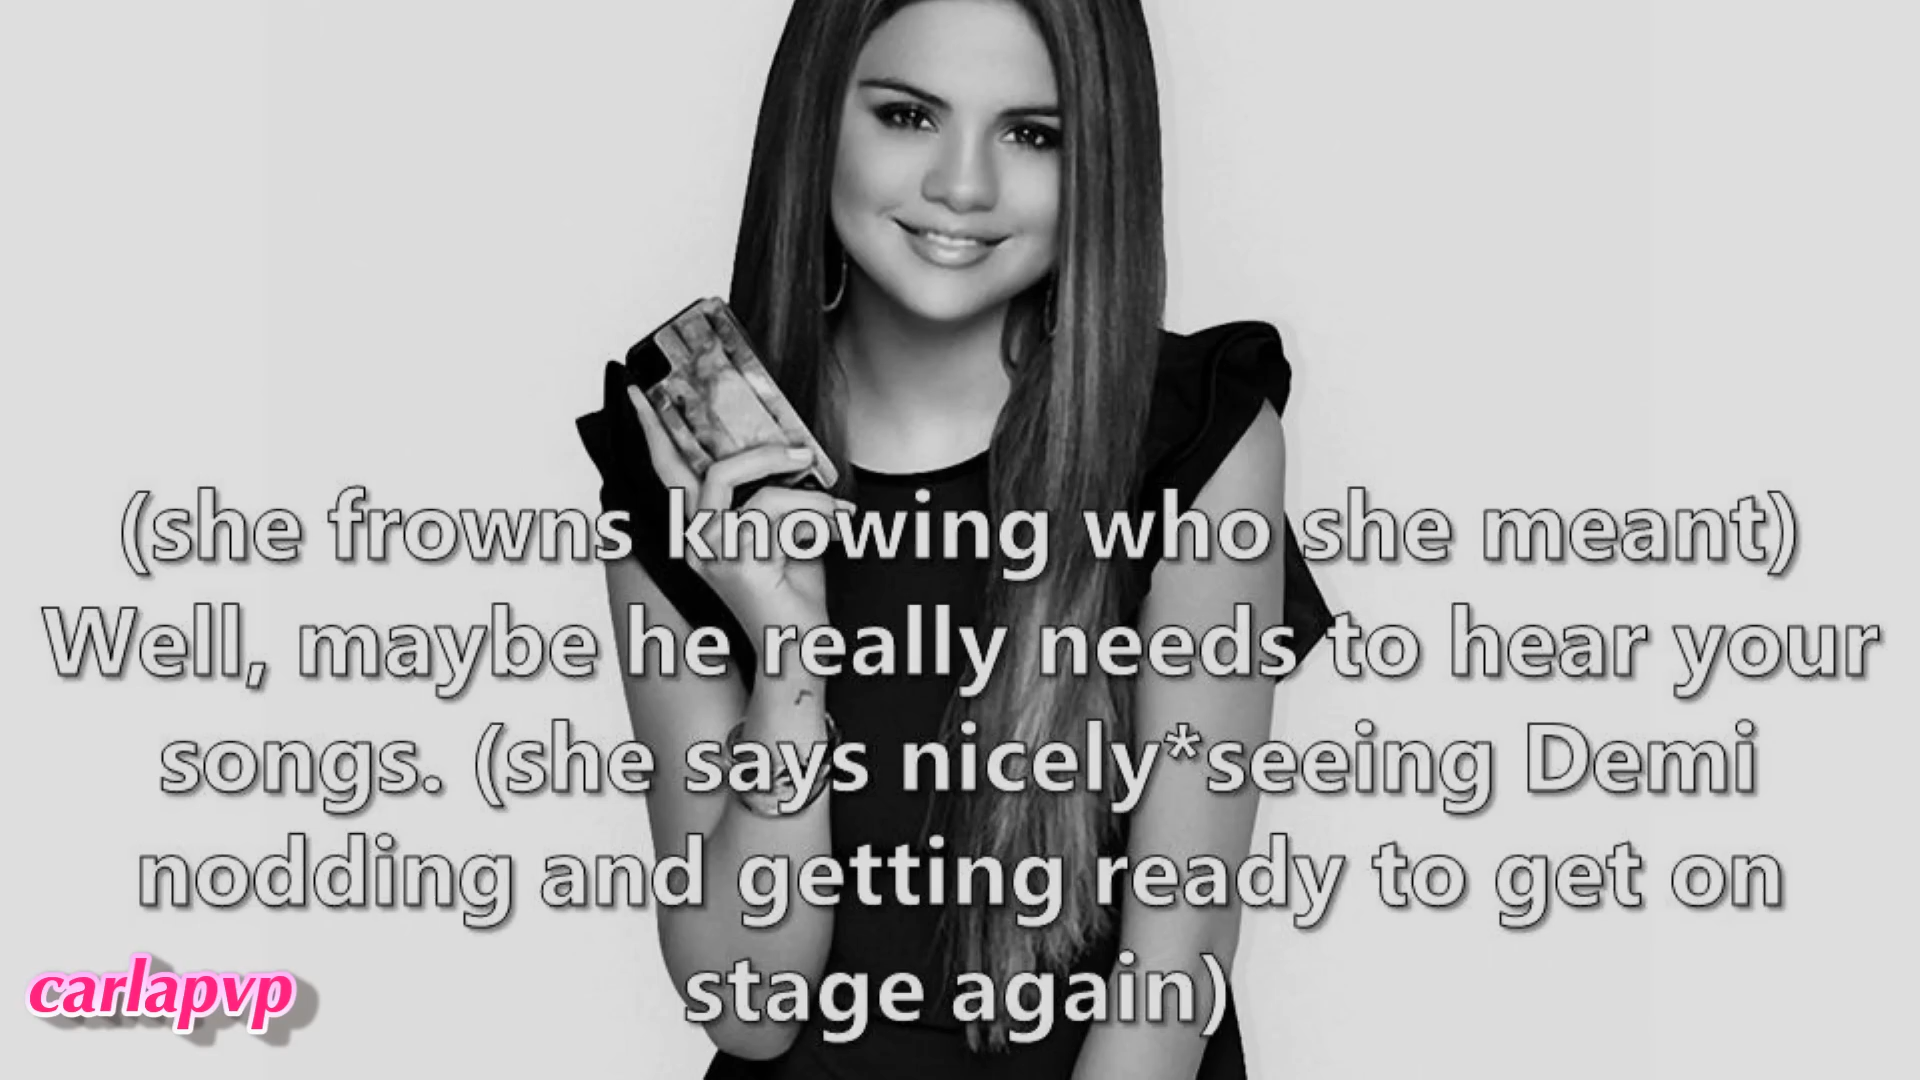 (she frowns knowing who she meant)
Well, maybe he really needs to hear your
songs. (she says nicely*seeing Demi
nodding and getting ready to get on
stage again)
carlapvp